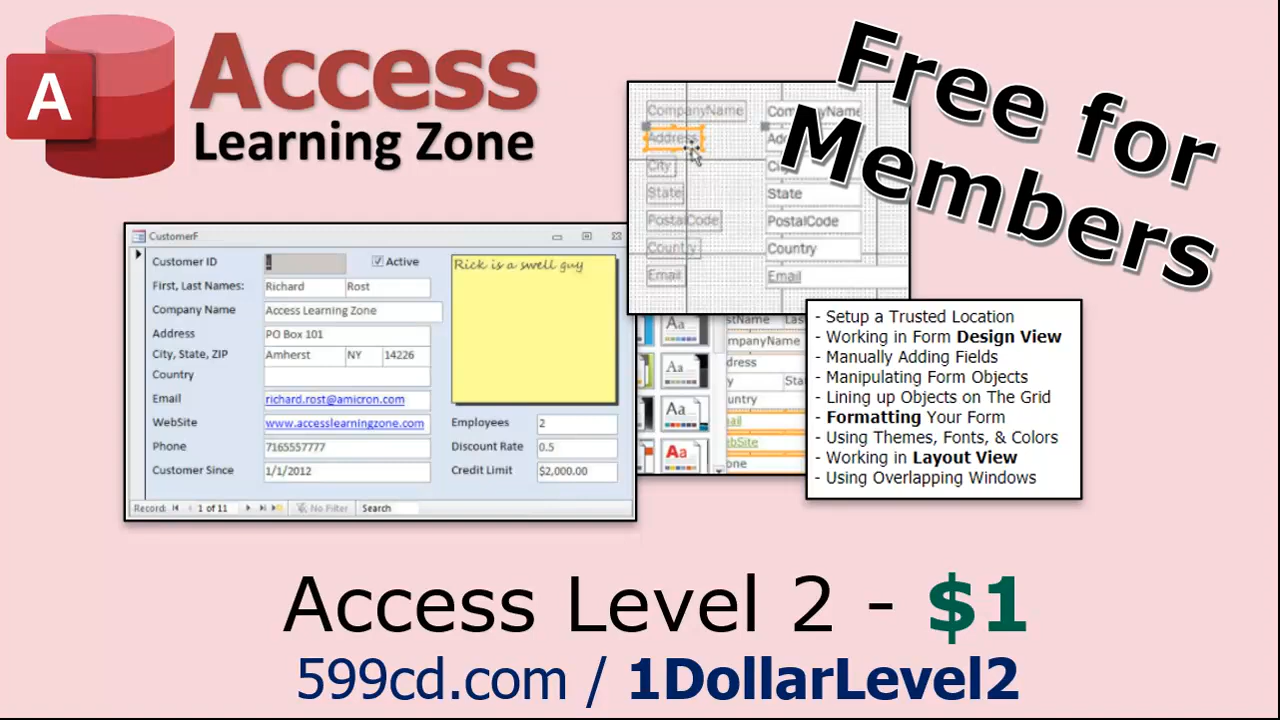 A
Access
Learning Zone
Free for
Members
CompanyName
Address
City
State
PostalCode
Country
Email
CompanyName
State
PostalCode
Country
Email
CustomerF
Customer ID
Active
First, Last Names: Richard Rost
Company Name Access Learning Zone
Address PO Box 101
City, State, ZIP Amherst NY 14226
Country
Email richard.rost@amicron.com
WebSite www.accesslearningzone.com
Phone 7165557777
Customer Since 1/1/2012
Rick is a swell guy
Employees 2
Discount Rate 0.5
Credit Limit $2,000.00
Record: 1 of 11 No Filter Search
Aa
Aa
Aa
Aa
- Setup a Trusted Location
- Working in Form Design View
- Manually Adding Fields
- Manipulating Form Objects
- Lining up Objects on The Grid
- Formatting Your Form
- Using Themes, Fonts, & Colors
- Working in Layout View
- Using Overlapping Windows
Access Level 2 - $1
599cd.com / 1DollarLevel2